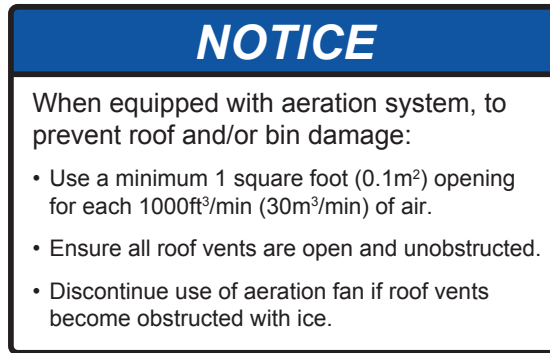 NOTICE
When equipped with aeration system, to
prevent roof and/or bin damage:
• Use a minimum 1 square foot (0.1m²) opening
for each 1000ft³/min (30m³/min) of air.
• Ensure all roof vents are open and unobstructed.
• Discontinue use of aeration fan if roof vents
become obstructed with ice.